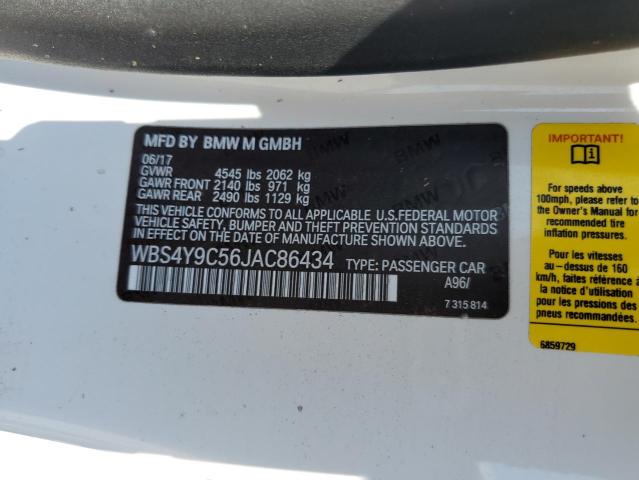 MFD BY BMW M GMBH
06/17
GVWR 4545 lbs 2062 kg
GAWR FRONT 2140 lbs 971 kg
GAWR REAR 2490 lbs 1129 kg
THIS VEHICLE CONFORMS TO ALL APPLICABLE U.S.FEDERAL MOTOR
VEHICLE SAFETY, BUMPER AND THEFT PREVENTION STANDARDS
IN EFFECT ON THE DATE OF MANUFACTURE SHOWN ABOVE.
WBS4Y9C56JAC86434 TYPE: PASSENGER CAR
A96/
7 315 814
IMPORTANT!
For speeds above
100mph, please refer to
the Owner's Manual for
tire
inflation pressures.
Pour les vitesses
au-dessus de 160
km/h, faites référence à
la notice d'instructions
pour les pressions des
pneus recommandées.
6859729